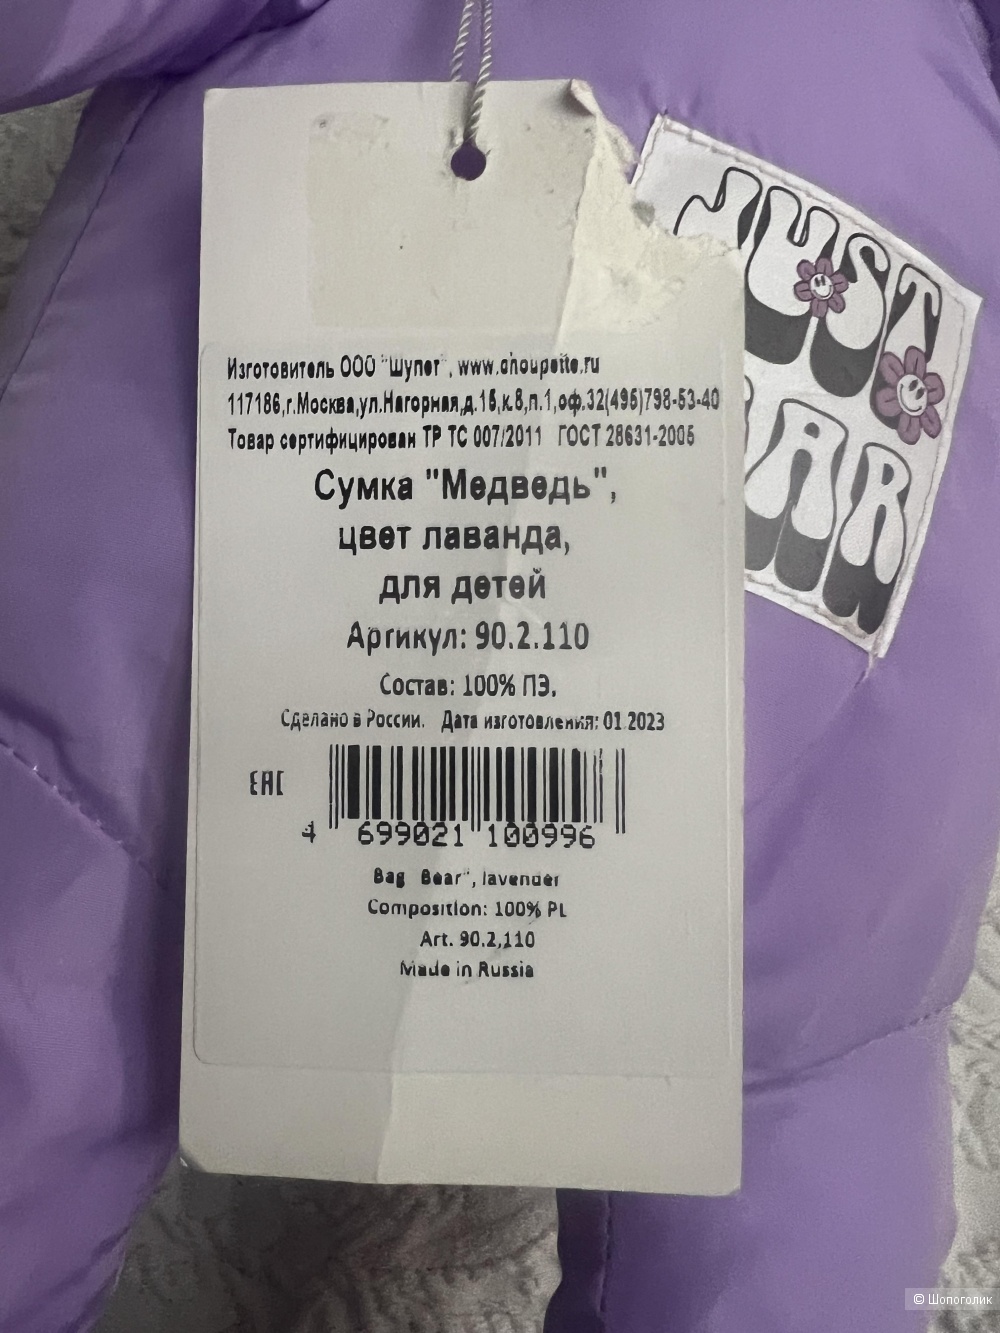 Изготовитель ООО "Шупет", www.choupette.ru
117186,г.Москва,ул.Нагорная,д.15,к.8,п.1,оф.32(495)798-53-40
Товар сертифицирован ТР ТС 007/2011 ГОСТ 28631-2005
Сумка "Медведь",
цвет лаванда,
для детей
Артикул: 90.2.110
Состав: 100% ПЭ.
Сделано в России. Дата изготовления: 01.2023
EAC
4 699021 100996
Bag "Bear", lavender
Composition: 100% PL
Art. 90.2.110
Made in Russia
JUST
© Шопоголик